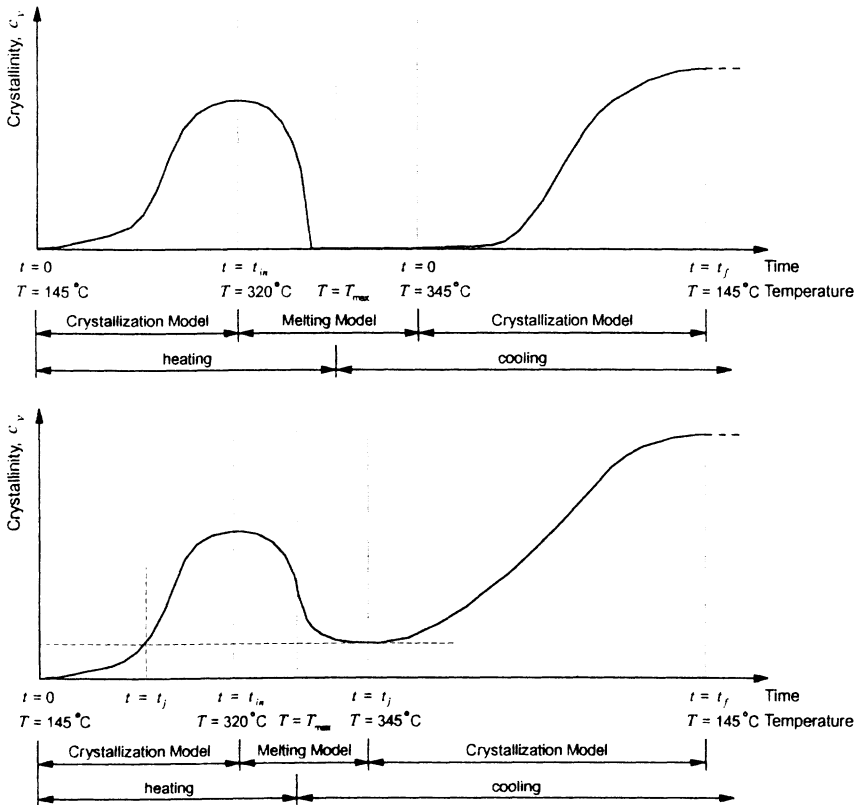 Crystallinity, c_v
t = 0 t = t_in t = 0 t = t_f Time
T = 145 °C T = 320 °C T = T_max T = 345 °C T = 145 °C Temperature
Crystallization Model Melting Model Crystallization Model
heating cooling
Crystallinity, c_v
t = 0 t = t_j t = t_in t = t_j t = t_f Time
T = 145 °C T = 320 °C T = T_max T = 345 °C T = 145 °C Temperature
Crystallization Model Melting Model Crystallization Model
heating cooling